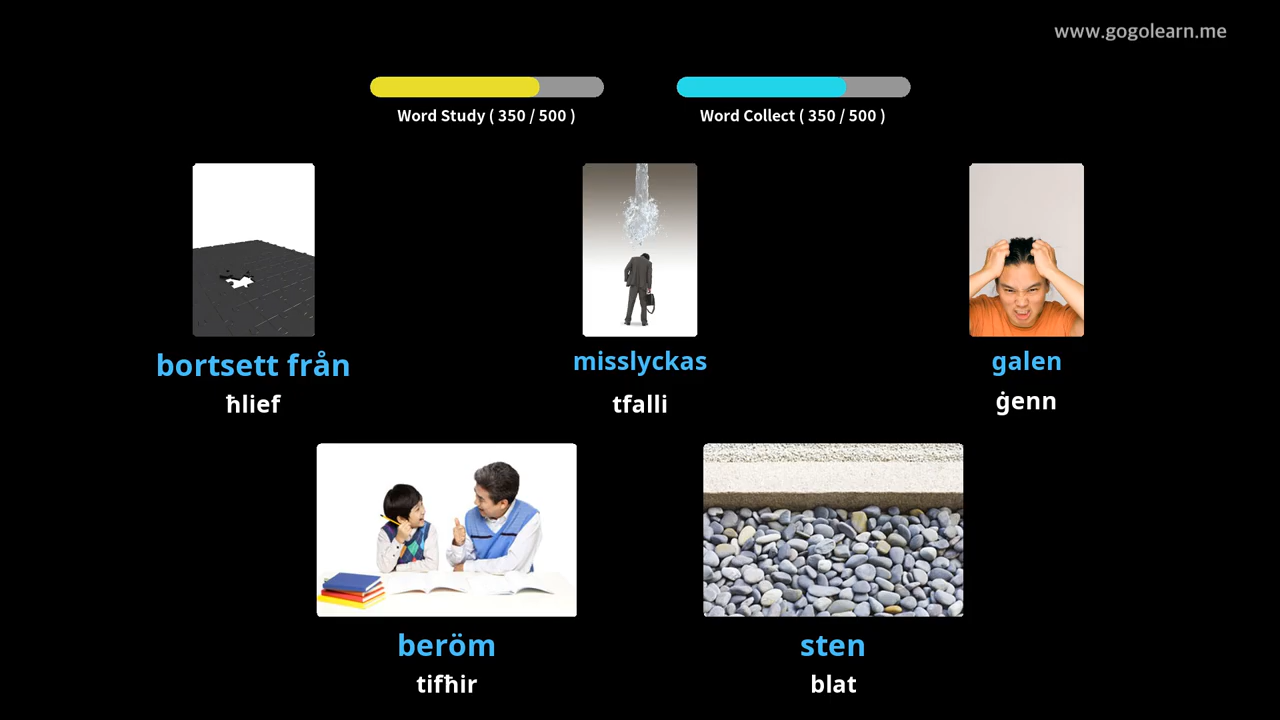 www.gogolearn.me
Word Study ( 350 / 500 )
Word Collect ( 350 / 500 )
bortsett från
ħlief
misslyckas
tfalli
galen
ġenn
beröm
tifħir
sten
blat